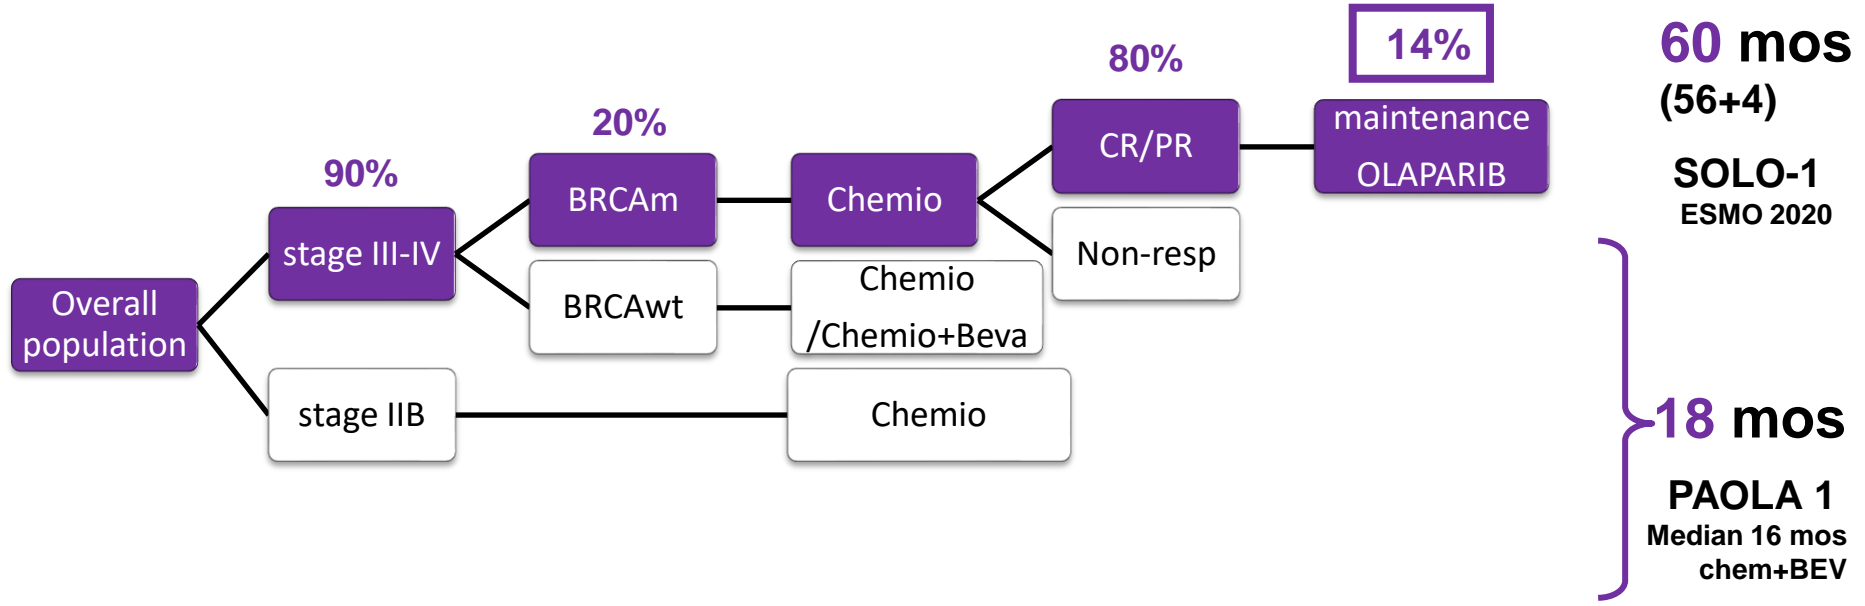 14%
60 mos
(56+4)
SOLO-1
ESMO 2020
80%
maintenance
OLAPARIB
CR/PR
20%
BRCAm
Chemio
90%
stage III-IV
Non-resp
Overall
population
BRCAwt
Chemio
/Chemio+Beva
stage IIB
Chemio
18 mos
PAOLA 1
Median 16 mos
chem+BEV